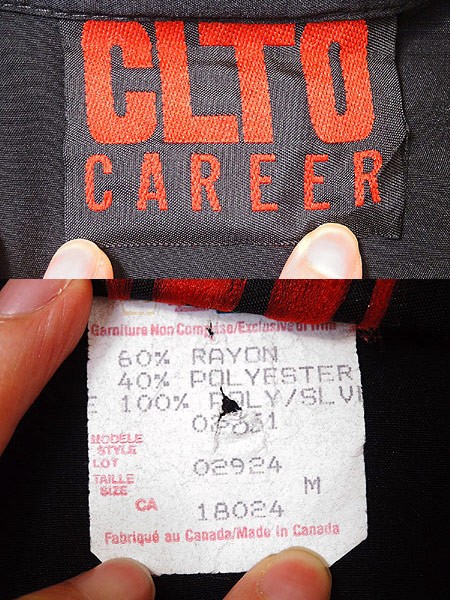 CLTO
CAREER
Garniture Non Comprise/Exclusive of Trim
60% RAYON
40% POLYESTER
E 100% POLY/SLV
MODÈLE
STYLE
LOT
02924
TAILLE
SIZE
M
CA
18024
Fabriqué au Canada/Made in Canada